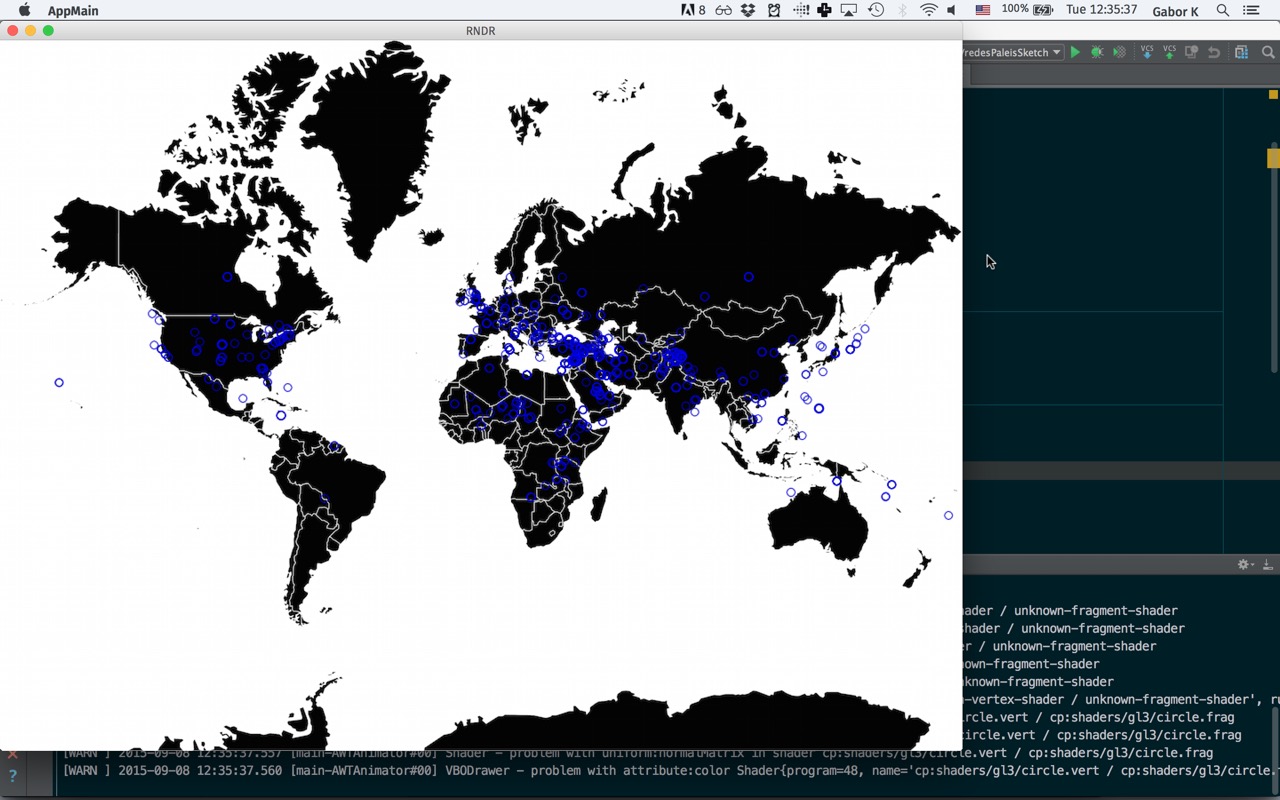 AppMain 8 100% Tue 12:35:37 Gabor K
RNDR
redesPaleisSketch VCS VCS
ader / unknown-fragment-shader
hader / unknown-fragment-shader
er / unknown-fragment-shader
own-fragment-shader
unknown-fragment-shader
-vertex-shader / unknown-fragment-shader', ru
ircle.vert / cp:shaders/gl3/circle.frag
ircle.vert / cp:shaders/gl3/circle.frag
[WARN ] 2015-09-08 12:35:37.557 [main-AWTAnimator#00] Shader - problem with uniform:normalMatrix in shader cp:shaders/gl3/circle.vert / cp:shaders/gl3/circle.frag
[WARN ] 2015-09-08 12:35:37.560 [main-AWTAnimator#00] VBODrawer - problem with attribute:color Shader{program=48, name='cp:shaders/gl3/circle.vert / cp:shaders/gl3/circle.